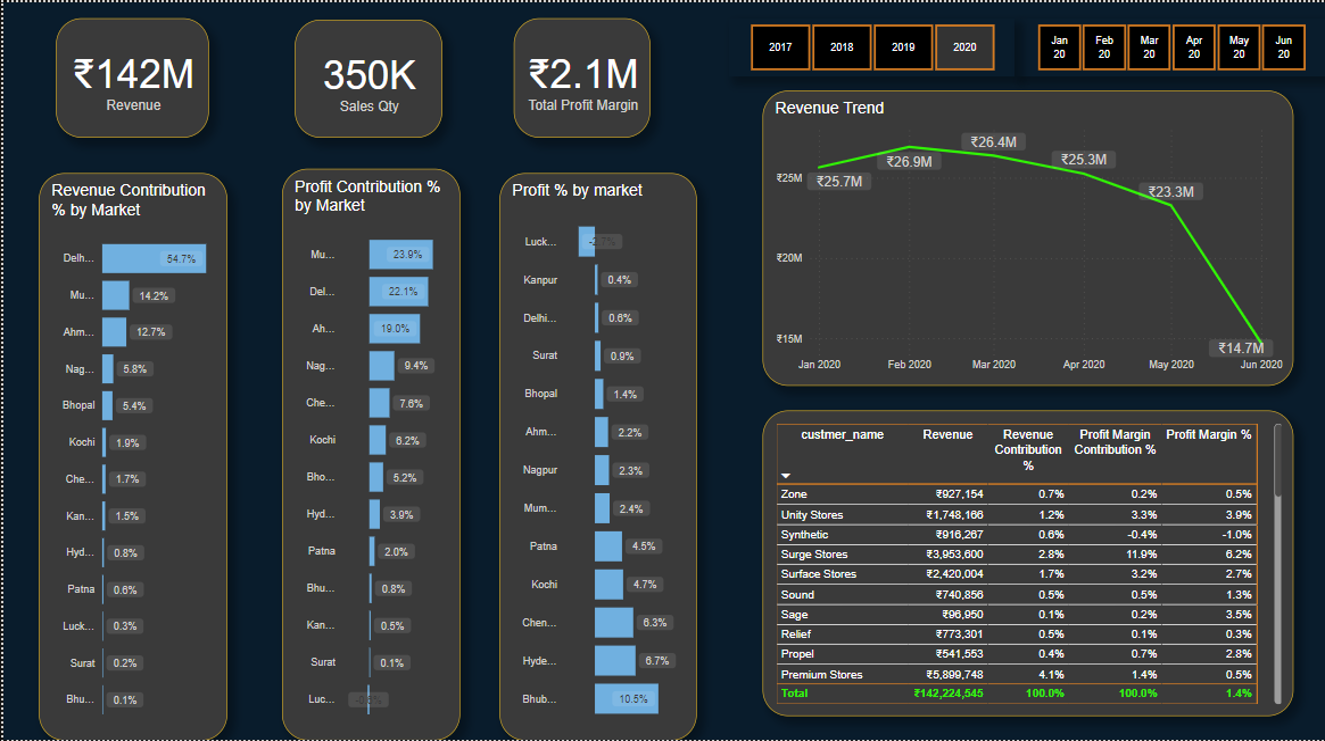 ₹142M
Revenue
350K
Sales Qty
₹2.1M
Total Profit Margin
2017 2018 2019 2020
Jan 20 Feb 20 Mar 20 Apr 20 May 20 Jun 20
Revenue Contribution
% by Market
Delh... 54.7%
Mu... 14.2%
Ahm... 12.7%
Nag... 5.8%
Bhopal 5.4%
Kochi 1.9%
Che... 1.7%
Kan... 1.5%
Hyd... 0.8%
Patna 0.6%
Luck... 0.3%
Surat 0.2%
Bhu... 0.1%
Profit Contribution %
by Market
Mu... 23.9%
Del... 22.1%
Ah... 19.0%
Nag... 9.4%
Che... 7.6%
Kochi 6.2%
Bho... 5.2%
Hyd... 3.9%
Patna 2.0%
Bhu... 0.8%
Kan... 0.5%
Surat 0.1%
Luc...
Profit % by market
Luck... -2.7%
Kanpur 0.4%
Delhi... 0.6%
Surat 0.9%
Bhopal 1.4%
Ahm... 2.2%
Nagpur 2.3%
Mum... 2.4%
Patna 4.5%
Kochi 4.7%
Chen... 6.3%
Hyde... 6.7%
Bhub... 10.5%
Revenue Trend
₹26.4M
₹26.9M
₹25.3M
₹25M
₹25.7M
₹23.3M
₹20M
₹15M
₹14.7M
Jan 2020 Feb 2020 Mar 2020 Apr 2020 May 2020 Jun 2020
custmer_name Revenue Revenue Contribution % Profit Margin Contribution % Profit Margin %
Zone ₹927,154 0.7% 0.2% 0.5%
Unity Stores ₹1,748,166 1.2% 3.3% 3.9%
Synthetic ₹916,267 0.6% -0.4% -1.0%
Surge Stores ₹3,953,600 2.8% 11.9% 6.2%
Surface Stores ₹2,420,004 1.7% 3.2% 2.7%
Sound ₹740,856 0.5% 0.5% 1.3%
Sage ₹96,950 0.1% 0.2% 3.5%
Relief ₹773,301 0.5% 0.1% 0.3%
Propel ₹541,553 0.4% 0.7% 2.8%
Premium Stores ₹5,899,748 4.1% 1.4% 0.5%
Total ₹142,224,545 100.0% 100.0% 1.4%